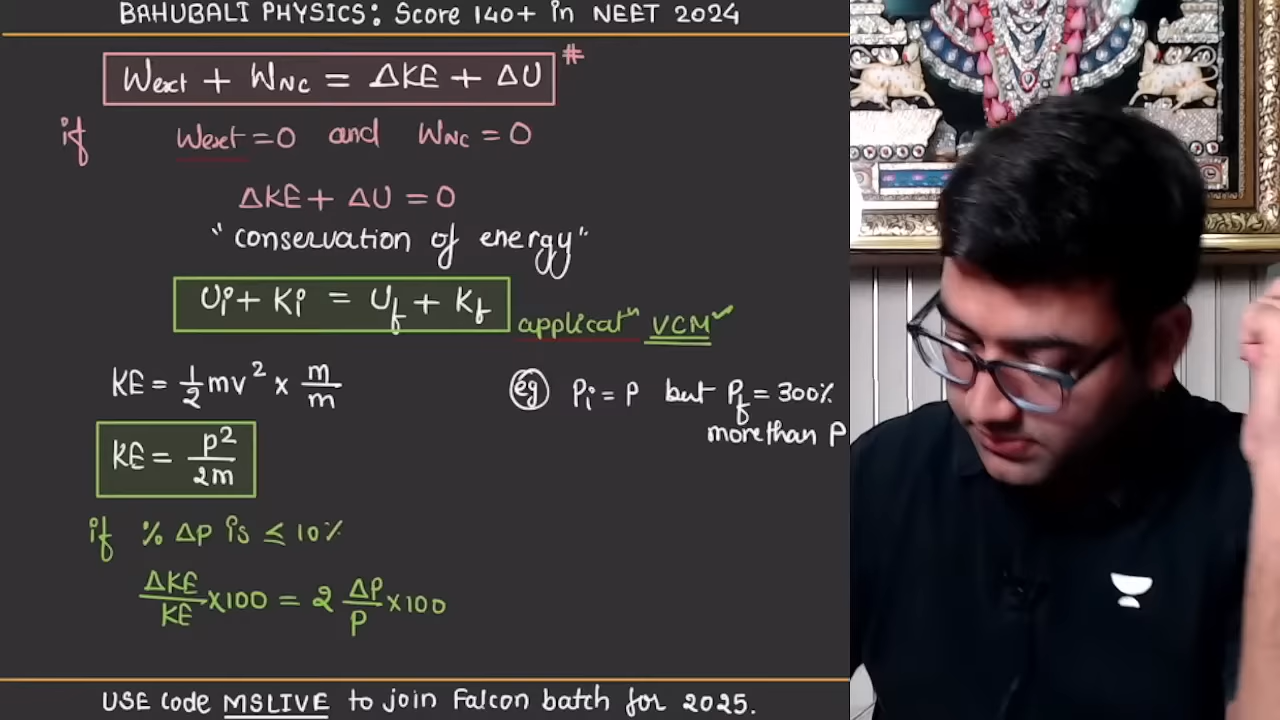 BAHUBALI PHYSICS: Score 140+ in NEET 2024
Wext + WNC = ΔKE + ΔU #
if Wext = 0 and WNC = 0
ΔKE + ΔU = 0
"conservation of energy"
Ui + Ki = Uf + Kf
applicatⁿ VCM ✓
KE = 1/2 mv² × m/m
KE = p²/2m
eg Pi = P but Pf = 300%
more than P
if % ΔP is ≤ 10%
ΔKE/KE × 100 = 2 ΔP/P × 100
USE Code MSLIVE to join Falcon batch for 2025.